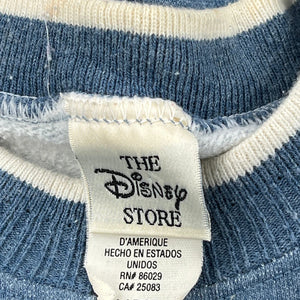 THE
Disney
STORE
D'AMERIQUE
HECHO EN ESTADOS
UNIDOS
RN# 86029
CA# 25083